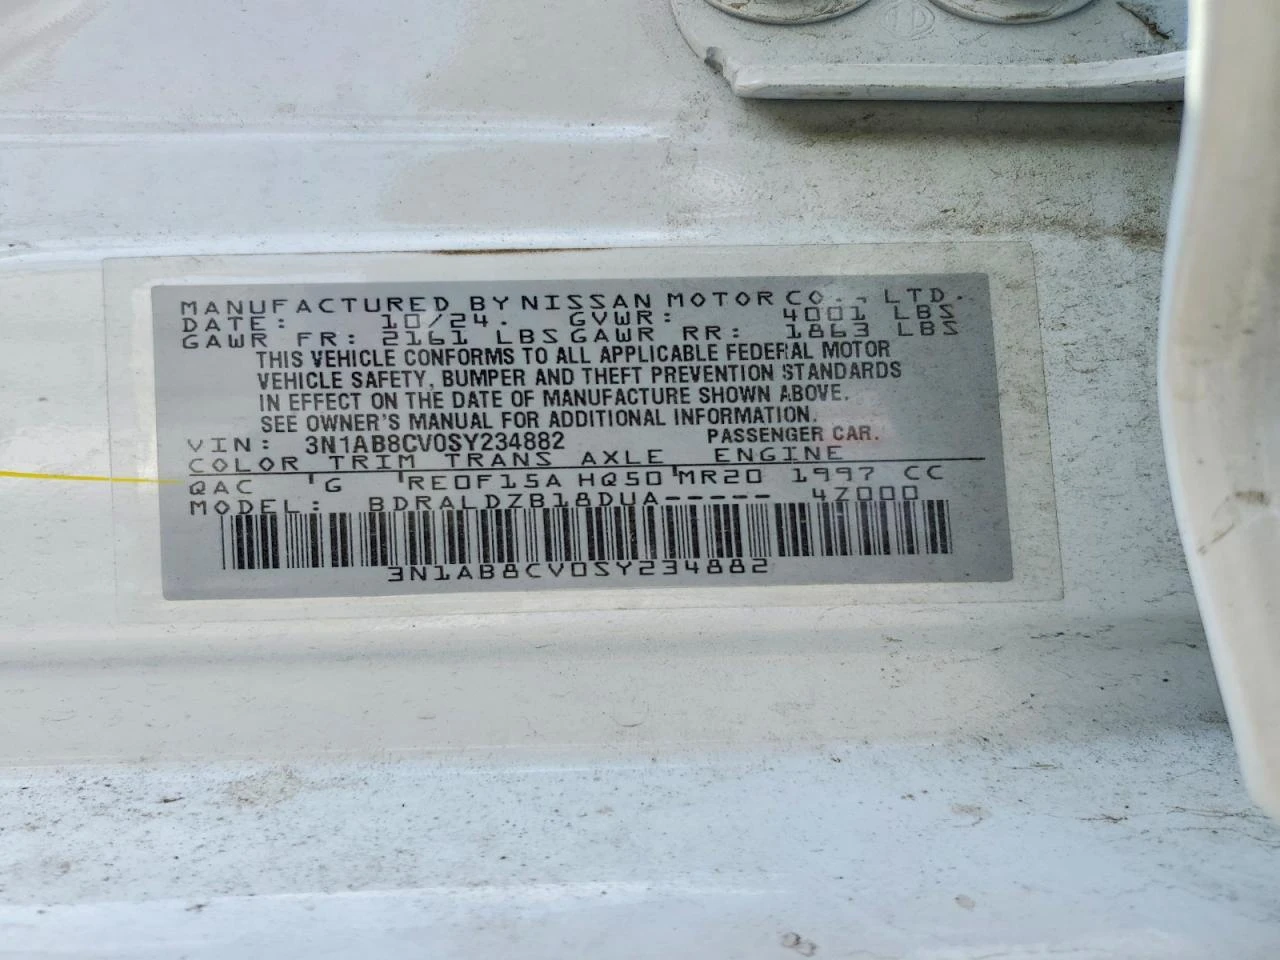 MANUFACTURED BY NISSAN MOTOR CO., LTD.
DATE: 10/24. GVWR: 4001 LBS
GAWR FR: 2161 LBS GAWR RR: 1863 LBS
THIS VEHICLE CONFORMS TO ALL APPLICABLE FEDERAL MOTOR
VEHICLE SAFETY, BUMPER AND THEFT PREVENTION STANDARDS
IN EFFECT ON THE DATE OF MANUFACTURE SHOWN ABOVE.
SEE OWNER'S MANUAL FOR ADDITIONAL INFORMATION.
VIN: 3N1AB8CV0SY234882 PASSENGER CAR.
COLOR TRIM TRANS AXLE ENGINE
QAC 'G 'RE0F15A HQ50'MR20 1997 CC
MODEL: BDRALDZB18DUA----- 4Z000
3N1AB8CV0SY234882